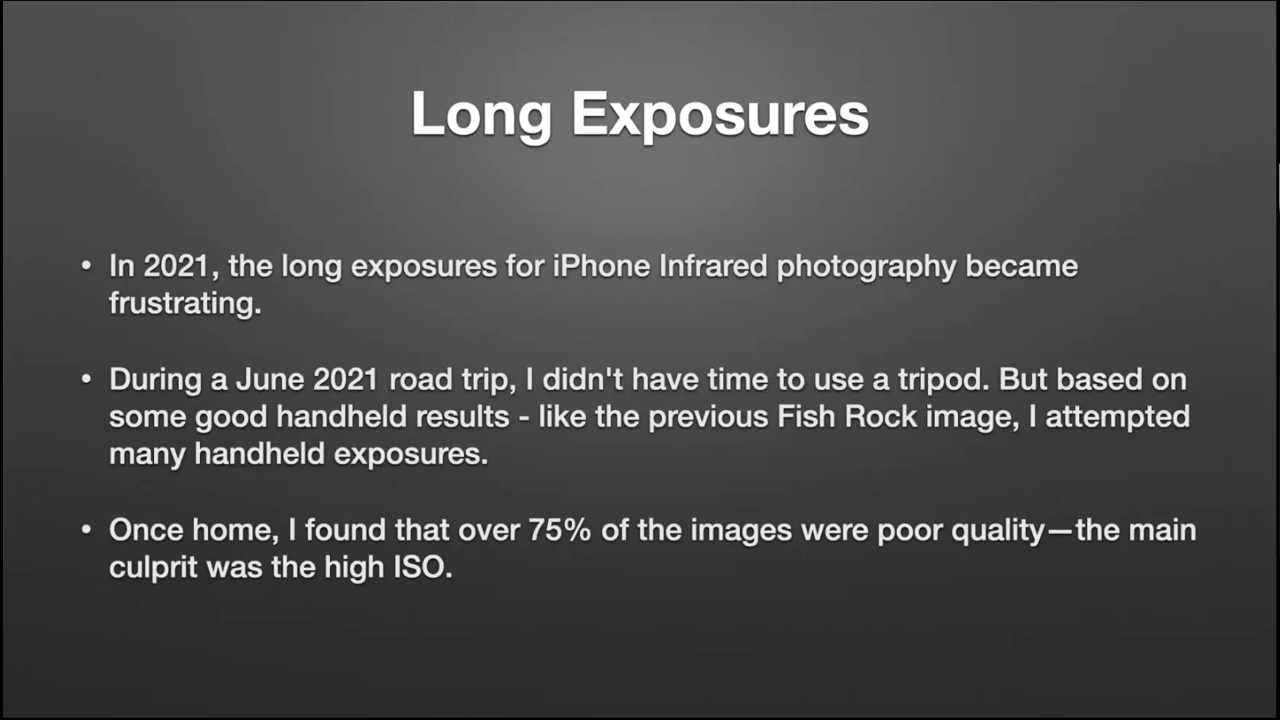 Long Exposures
• In 2021, the long exposures for iPhone Infrared photography became
frustrating.
• During a June 2021 road trip, I didn't have time to use a tripod. But based on
some good handheld results - like the previous Fish Rock image, I attempted
many handheld exposures.
• Once home, I found that over 75% of the images were poor quality—the main
culprit was the high ISO.